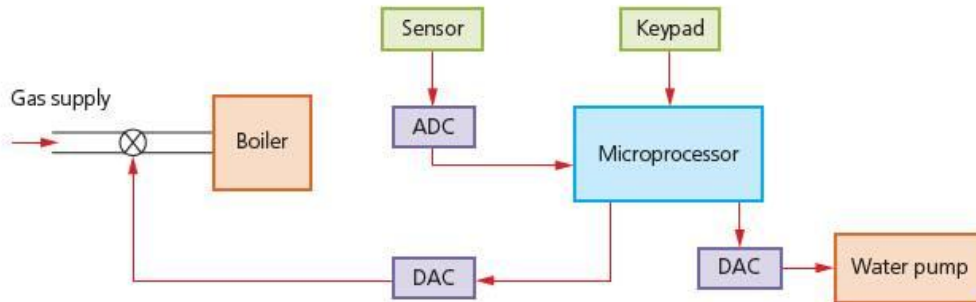 Sensor
Keypad
Gas supply
ADC
Boiler
Microprocessor
DAC
DAC
Water pump